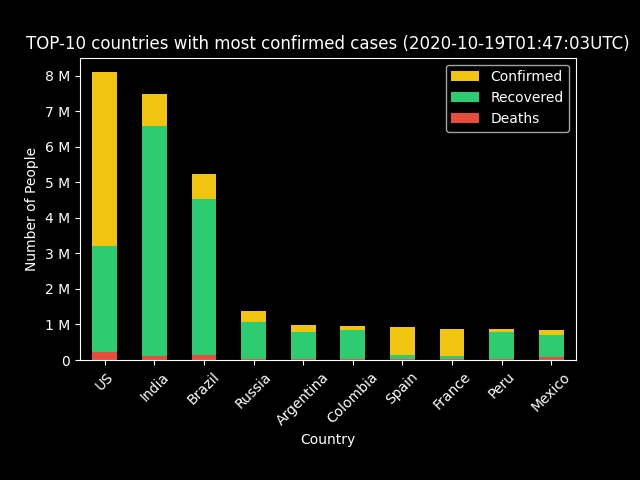 TOP-10 countries with most confirmed cases (2020-10-19T01:47:03UTC)
Confirmed
Recovered
Deaths
Number of People
8 M
7 M
6 M
5 M
4 M
3 M
2 M
1 M
0
US
India
Brazil
Russia
Argentina
Colombia
Spain
France
Peru
Mexico
Country